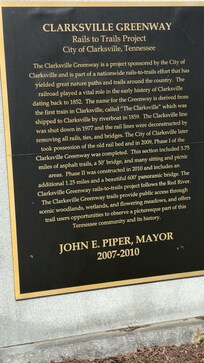 CLARKSVILLE GREENWAY
Rails to Trails Project
City of Clarksville, Tennessee
The Clarksville Greenway is a project sponsored by the City of
Clarksville and is part of a nationwide rails-to-trails effort that has
yielded great nature paths and trails around the country. The
railroad played a vital role in the early history of Clarksville
dating back to 1852. The name for the Greenway is derived from
the first train in Clarksville, called "The Clarksville" which was
shipped to Clarksville by riverboat in 1859. The Clarksville line
was shut down in 1977 and the rail lines were deconstructed by
removing all rails, ties, and bridges. The City of Clarksville later
took possession of the old rail bed and in 2009, Phase I of the
Clarksville Greenway was completed. This section included 3.75
miles of asphalt trails, a 50' bridge, and many sitting and picnic
areas. Phase II was constructed in 2010 and includes an
additional 1.25 miles and a beautiful 600' panoramic bridge. The
Clarksville Greenway rails-to-trails project follows the Red River.
The Clarksville Greenway trails provide public access through
scenic woodlands, wetlands, and flowering meadows, and offers
trail users opportunities to observe a picturesque part of this
Tennessee community and its history.
JOHN E. PIPER, MAYOR
2007-2010